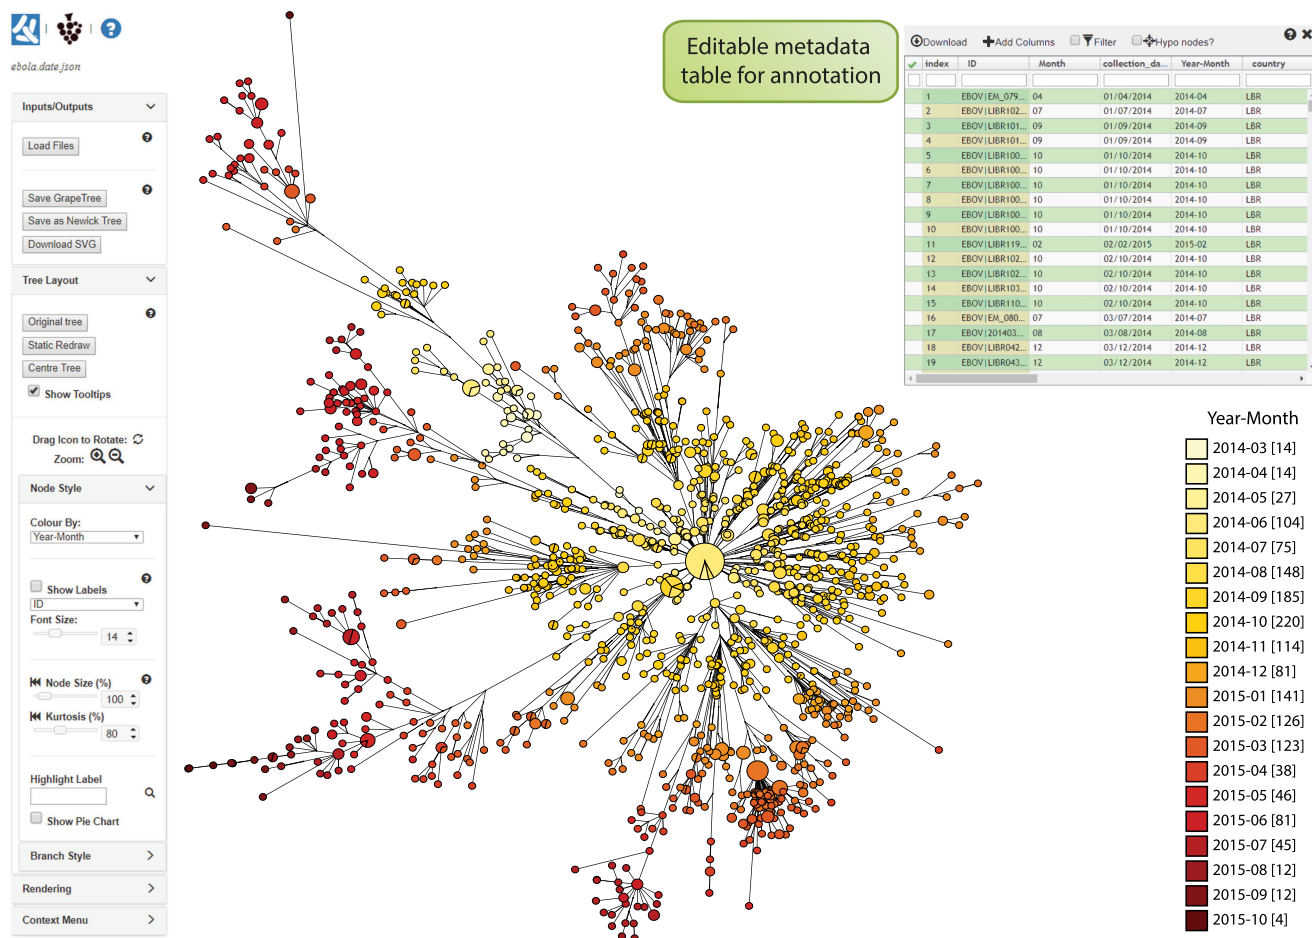 ebola.date.json
Inputs/Outputs
Load Files
Save GrapeTree
Save as Newick Tree
Download SVG
Tree Layout
Original tree
Static Redraw
Centre Tree
Show Tooltips
Drag Icon to Rotate:
Zoom:
Node Style
Colour By:
Year-Month
Show Labels
ID
Font Size:
14
Node Size (%)
100
Kurtosis (%)
80
Highlight Label
Show Pie Chart
Branch Style
Rendering
Context Menu
Editable metadata
table for annotation
Download Add Columns Filter Hypo nodes?
index ID Month collection_da... Year-Month country
1 EBOV|EM_079... 04 01/04/2014 2014-04 LBR
2 EBOV|LIBR102... 07 01/07/2014 2014-07 LBR
3 EBOV|LIBR101... 09 01/09/2014 2014-09 LBR
4 EBOV|LIBR101... 09 01/09/2014 2014-09 LBR
5 EBOV|LIBR100... 10 01/10/2014 2014-10 LBR
6 EBOV|LIBR100... 10 01/10/2014 2014-10 LBR
7 EBOV|LIBR100... 10 01/10/2014 2014-10 LBR
8 EBOV|LIBR100... 10 01/10/2014 2014-10 LBR
9 EBOV|LIBR100... 10 01/10/2014 2014-10 LBR
10 EBOV|LIBR100... 10 01/10/2014 2014-10 LBR
11 EBOV|LIBR119... 02 02/02/2015 2015-02 LBR
12 EBOV|LIBR102... 10 02/10/2014 2014-10 LBR
13 EBOV|LIBR102... 10 02/10/2014 2014-10 LBR
14 EBOV|LIBR103... 10 02/10/2014 2014-10 LBR
15 EBOV|LIBR110... 10 02/10/2014 2014-10 LBR
16 EBOV|EM_080... 07 03/07/2014 2014-07 LBR
17 EBOV|201403... 08 03/08/2014 2014-08 LBR
18 EBOV|LIBR042... 12 03/12/2014 2014-12 LBR
19 EBOV|LIBR043... 12 03/12/2014 2014-12 LBR
Year-Month
2014-03 [14]
2014-04 [14]
2014-05 [27]
2014-06 [104]
2014-07 [75]
2014-08 [148]
2014-09 [185]
2014-10 [220]
2014-11 [114]
2014-12 [81]
2015-01 [141]
2015-02 [126]
2015-03 [123]
2015-04 [38]
2015-05 [46]
2015-06 [81]
2015-07 [45]
2015-08 [12]
2015-09 [12]
2015-10 [4]